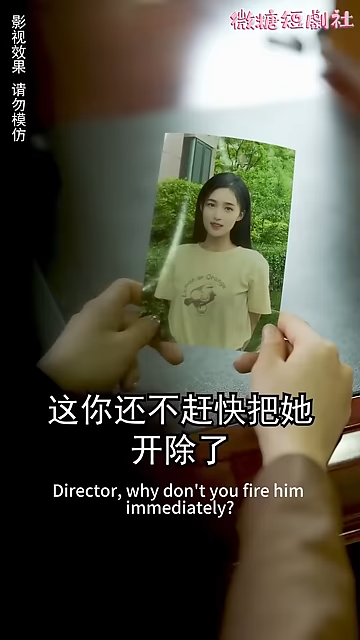 微糖短劇社
影视效果 请勿模仿
这你还不赶快把她
开除了
Director, why don't you fire him
immediately?